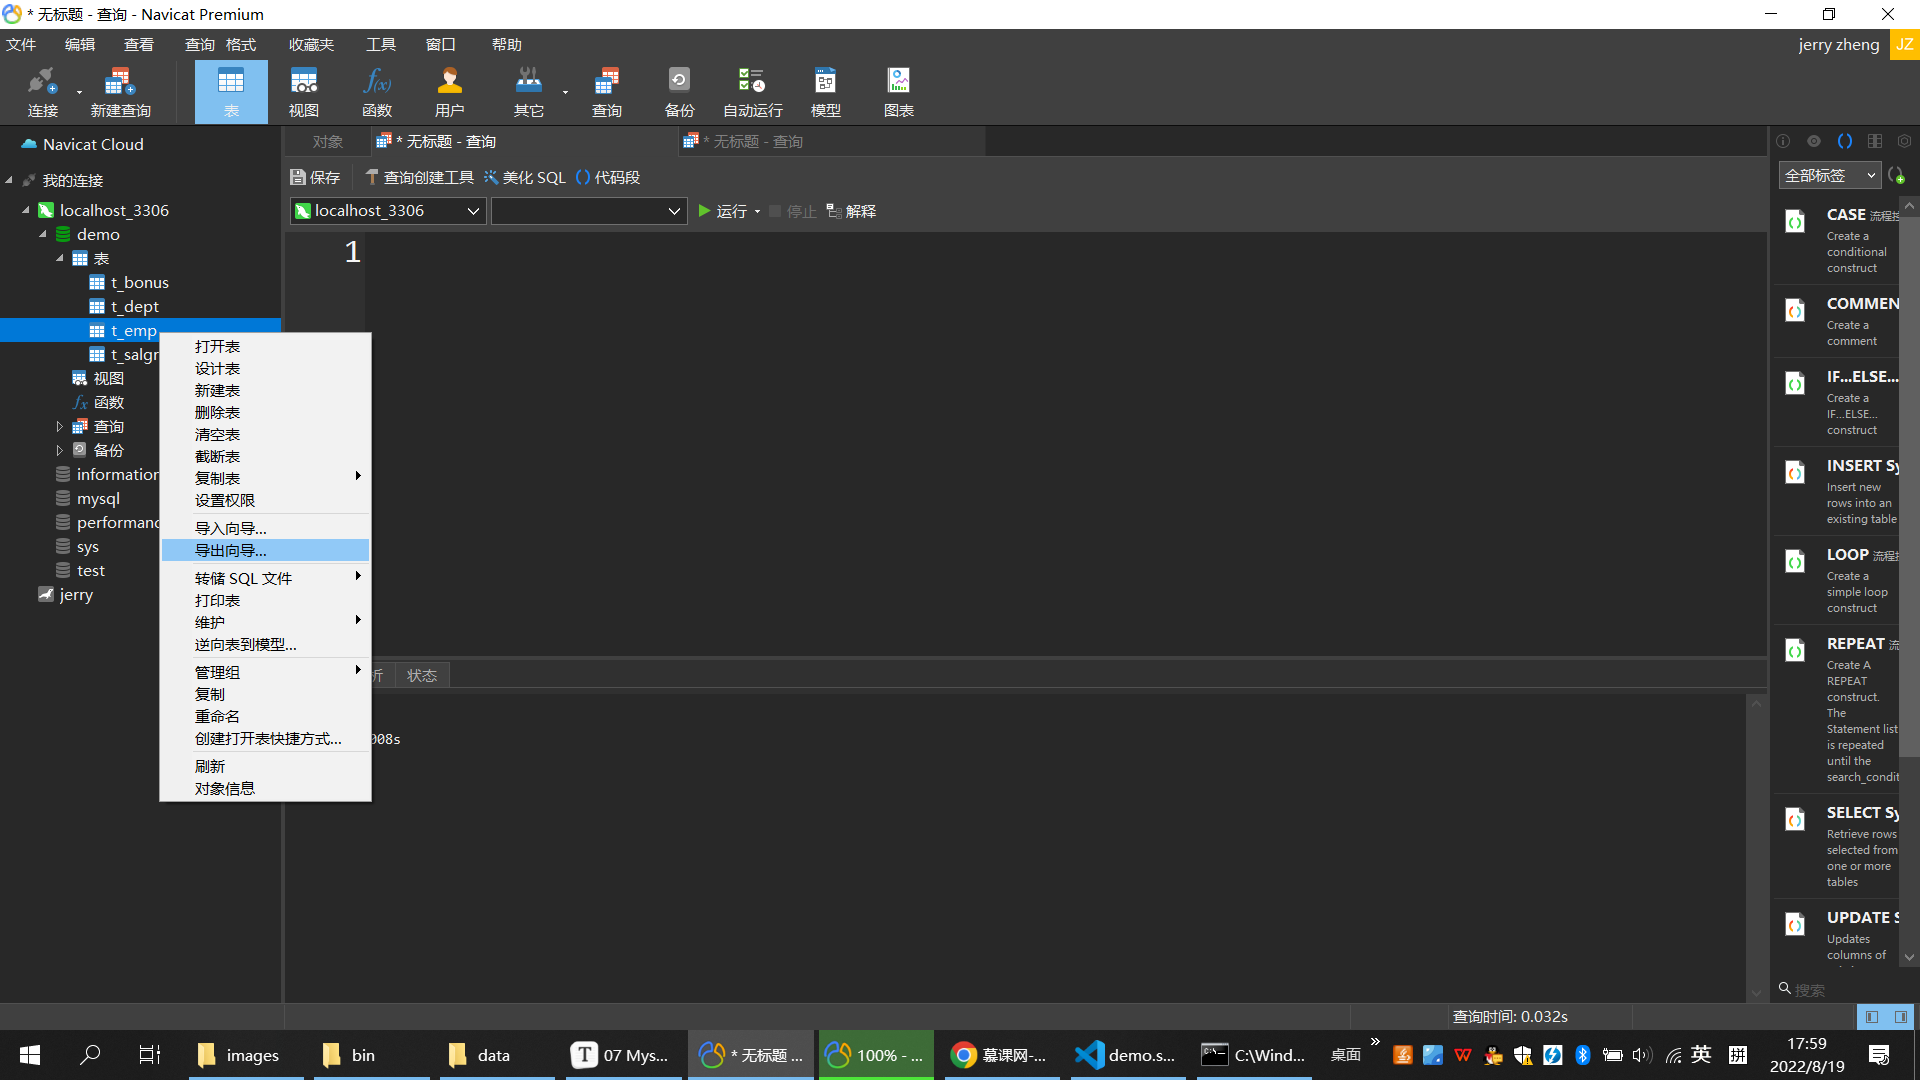 * 无标题 - 查询 - Navicat Premium
文件 编辑 查看 查询 格式 收藏夹 工具 窗口 帮助
jerry zheng
JZ
连接 新建查询 表 视图 函数 用户 其它 查询 备份 自动运行 模型 图表
Navicat Cloud
我的连接
localhost_3306
demo
表
t_bonus
t_dept
t_emp
t_salgr
视图
函数
查询
备份
information
mysql
performanc
sys
test
jerry
打开表
设计表
新建表
删除表
清空表
截断表
复制表
设置权限
导入向导...
导出向导...
转储 SQL 文件
打印表
维护
逆向表到模型...
管理组
复制
重命名
创建打开表快捷方式...
刷新
对象信息
对象 * 无标题 - 查询 * 无标题 - 查询
保存 查询创建工具 美化 SQL () 代码段
localhost_3306 运行 停止 解释
1
析 状态
008s
全部标签
CASE 流程控
Create a
conditional
construct
COMMEN
Create a
comment
IF...ELSE...
Create a
IF...ELSE...
construct
INSERT Sy
Insert new
rows into an
existing table
LOOP 流程控
Create a
simple loop
construct
REPEAT 流
Create A
REPEAT
construct.
The
Statement list
is repeated
until the
search_condit
SELECT Sy
Retrieve rows
selected from
one or more
tables
UPDATE S
Updates
columns of
搜索
查询时间: 0.032s
images bin data 07 Mys... * 无标题 ... 100% - ... 慕课网-... demo.s... C:\Wind... 桌面 » 英 拼
17:59
2022/8/19